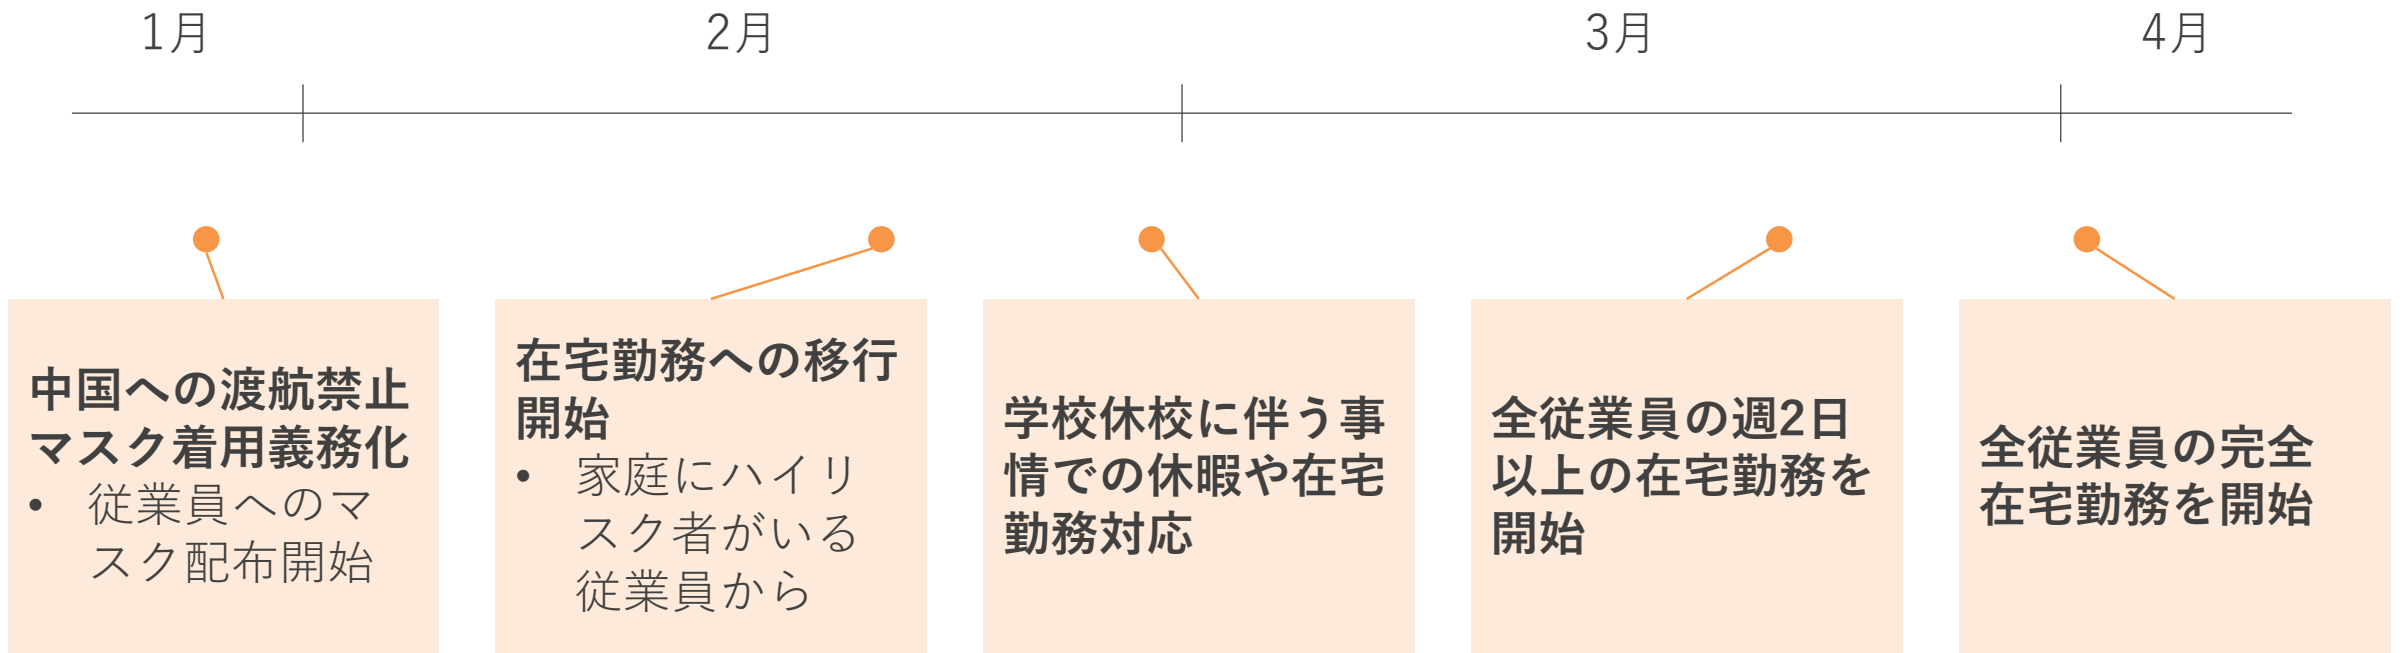 1月
2月
3月
4月
中国への渡航禁止
マスク着用義務化
• 従業員へのマ
スク配布開始
在宅勤務への移行
開始
• 家庭にハイリ
スク者がいる
従業員から
学校休校に伴う事
情での休暇や在宅
勤務対応
全従業員の週2日
以上の在宅勤務を
開始
全従業員の完全
在宅勤務を開始